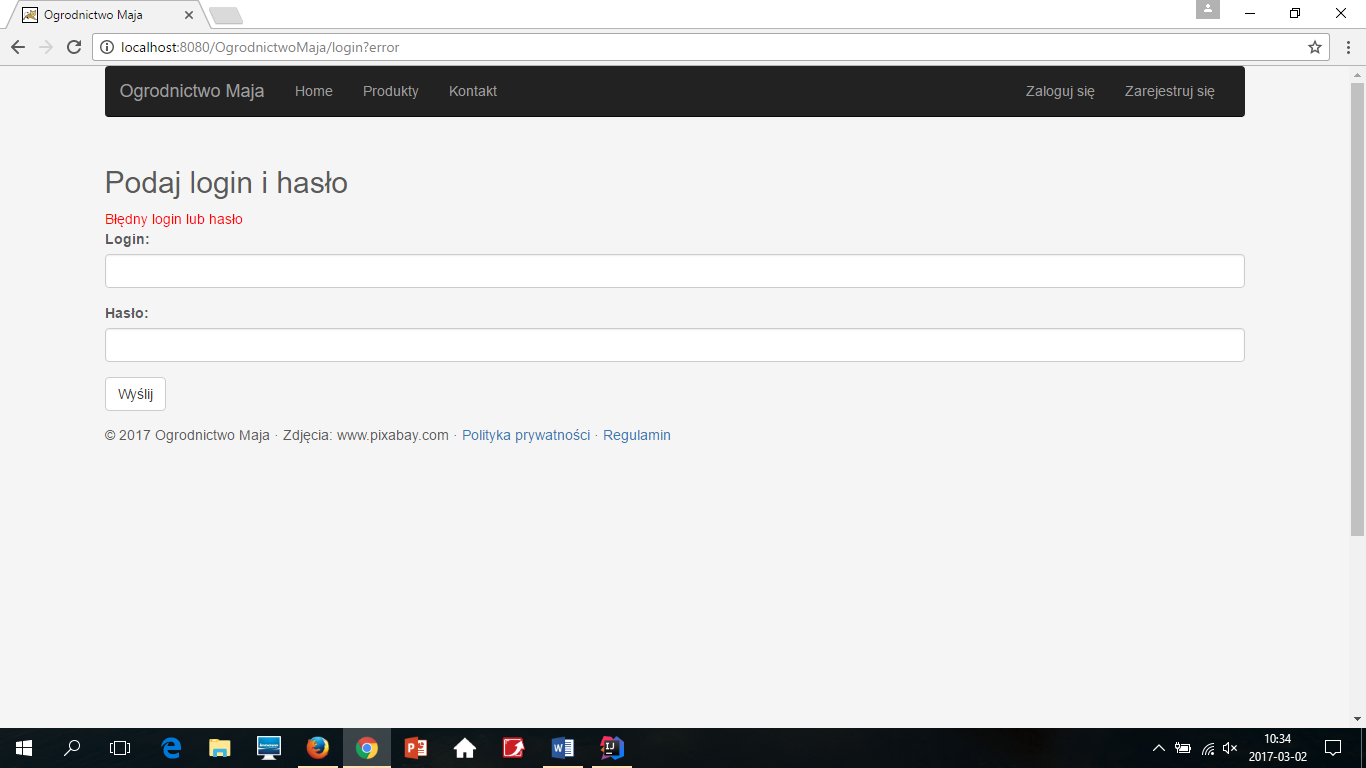 Ogrodnictwo Maja
localhost:8080/OgrodnictwoMaja/login?error
Ogrodnictwo Maja Home Produkty Kontakt Zaloguj się Zarejestruj się
Podaj login i hasło
Błędny login lub hasło
Login:
Hasło:
Wyślij
© 2017 Ogrodnictwo Maja · Zdjęcia: www.pixabay.com · Polityka prywatności · Regulamin
10:34
2017-03-02